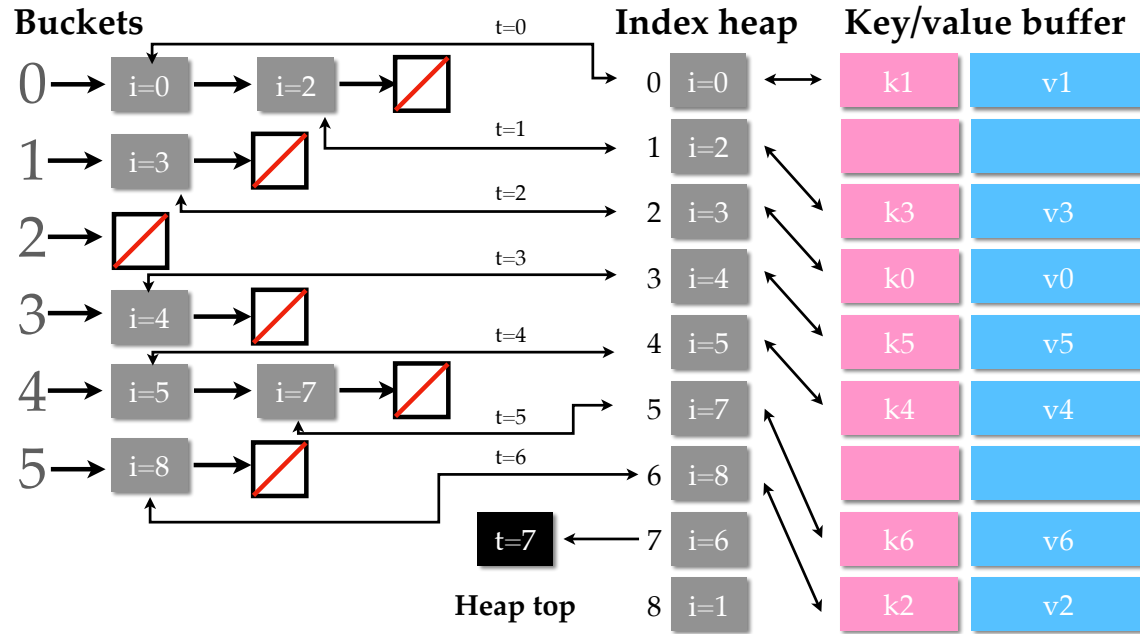 Buckets
t=0
Index heap
Key/value buffer
0
i=0
i=2
0
i=0
k1
v1
t=1
1
i=3
1
i=2
t=2
2
2
i=3
k3
v3
t=3
3
i=4
3
i=4
k0
v0
t=4
4
i=5
i=7
4
i=5
k5
v5
t=5
5
i=7
k4
v4
5
i=8
t=6
6
i=8
t=7
7
i=6
k6
v6
Heap top
8
i=1
k2
v2